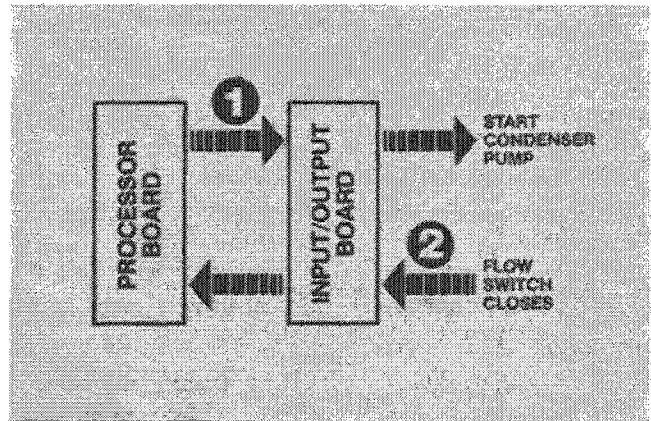 PROCESSOR
BOARD
1
INPUT/OUTPUT
BOARD
START
CONDENSER
PUMP
2
FLOW
SWITCH
CLOSES